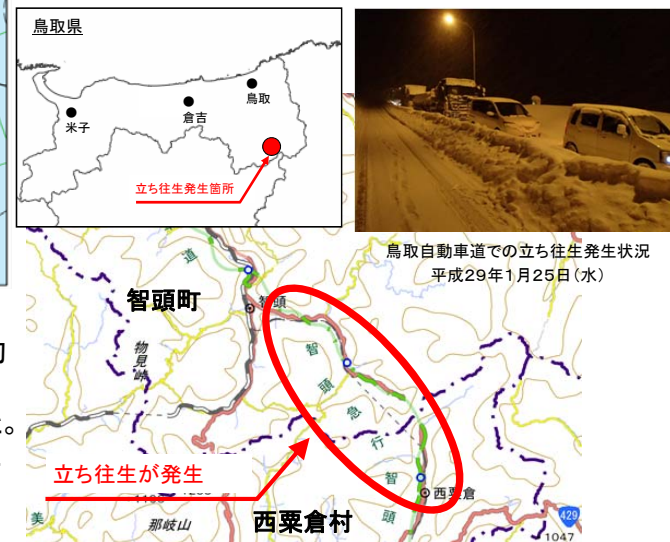 鳥取県
鳥取
倉吉
米子
立ち往生発生箇所
鳥取自動車道での立ち往生発生状況
平成29年1月25日(水)
道
智頭町
智頭
物見峠
智頭急行
立ち往生が発生
智頭
西粟倉
西粟倉村
美
那岐山
429
1047
。